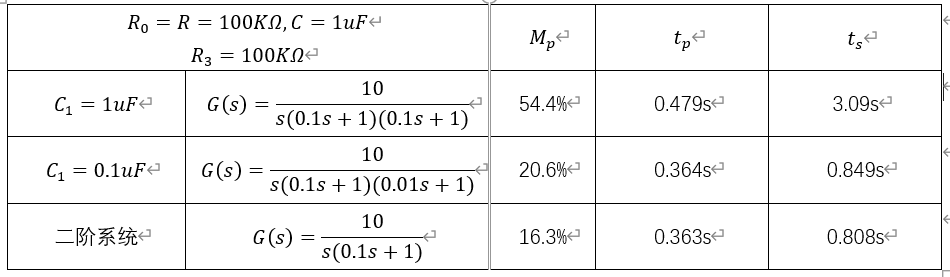 R₀ = R = 100KΩ, C = 1uF
R₃ = 100KΩ
Mₚ
tₚ
tₛ
C₁ = 1uF
G(s) = 10 / s(0.1s + 1)(0.1s + 1)
54.4%
0.479s
3.09s
C₁ = 0.1uF
G(s) = 10 / s(0.1s + 1)(0.01s + 1)
20.6%
0.364s
0.849s
二阶系统
G(s) = 10 / s(0.1s + 1)
16.3%
0.363s
0.808s